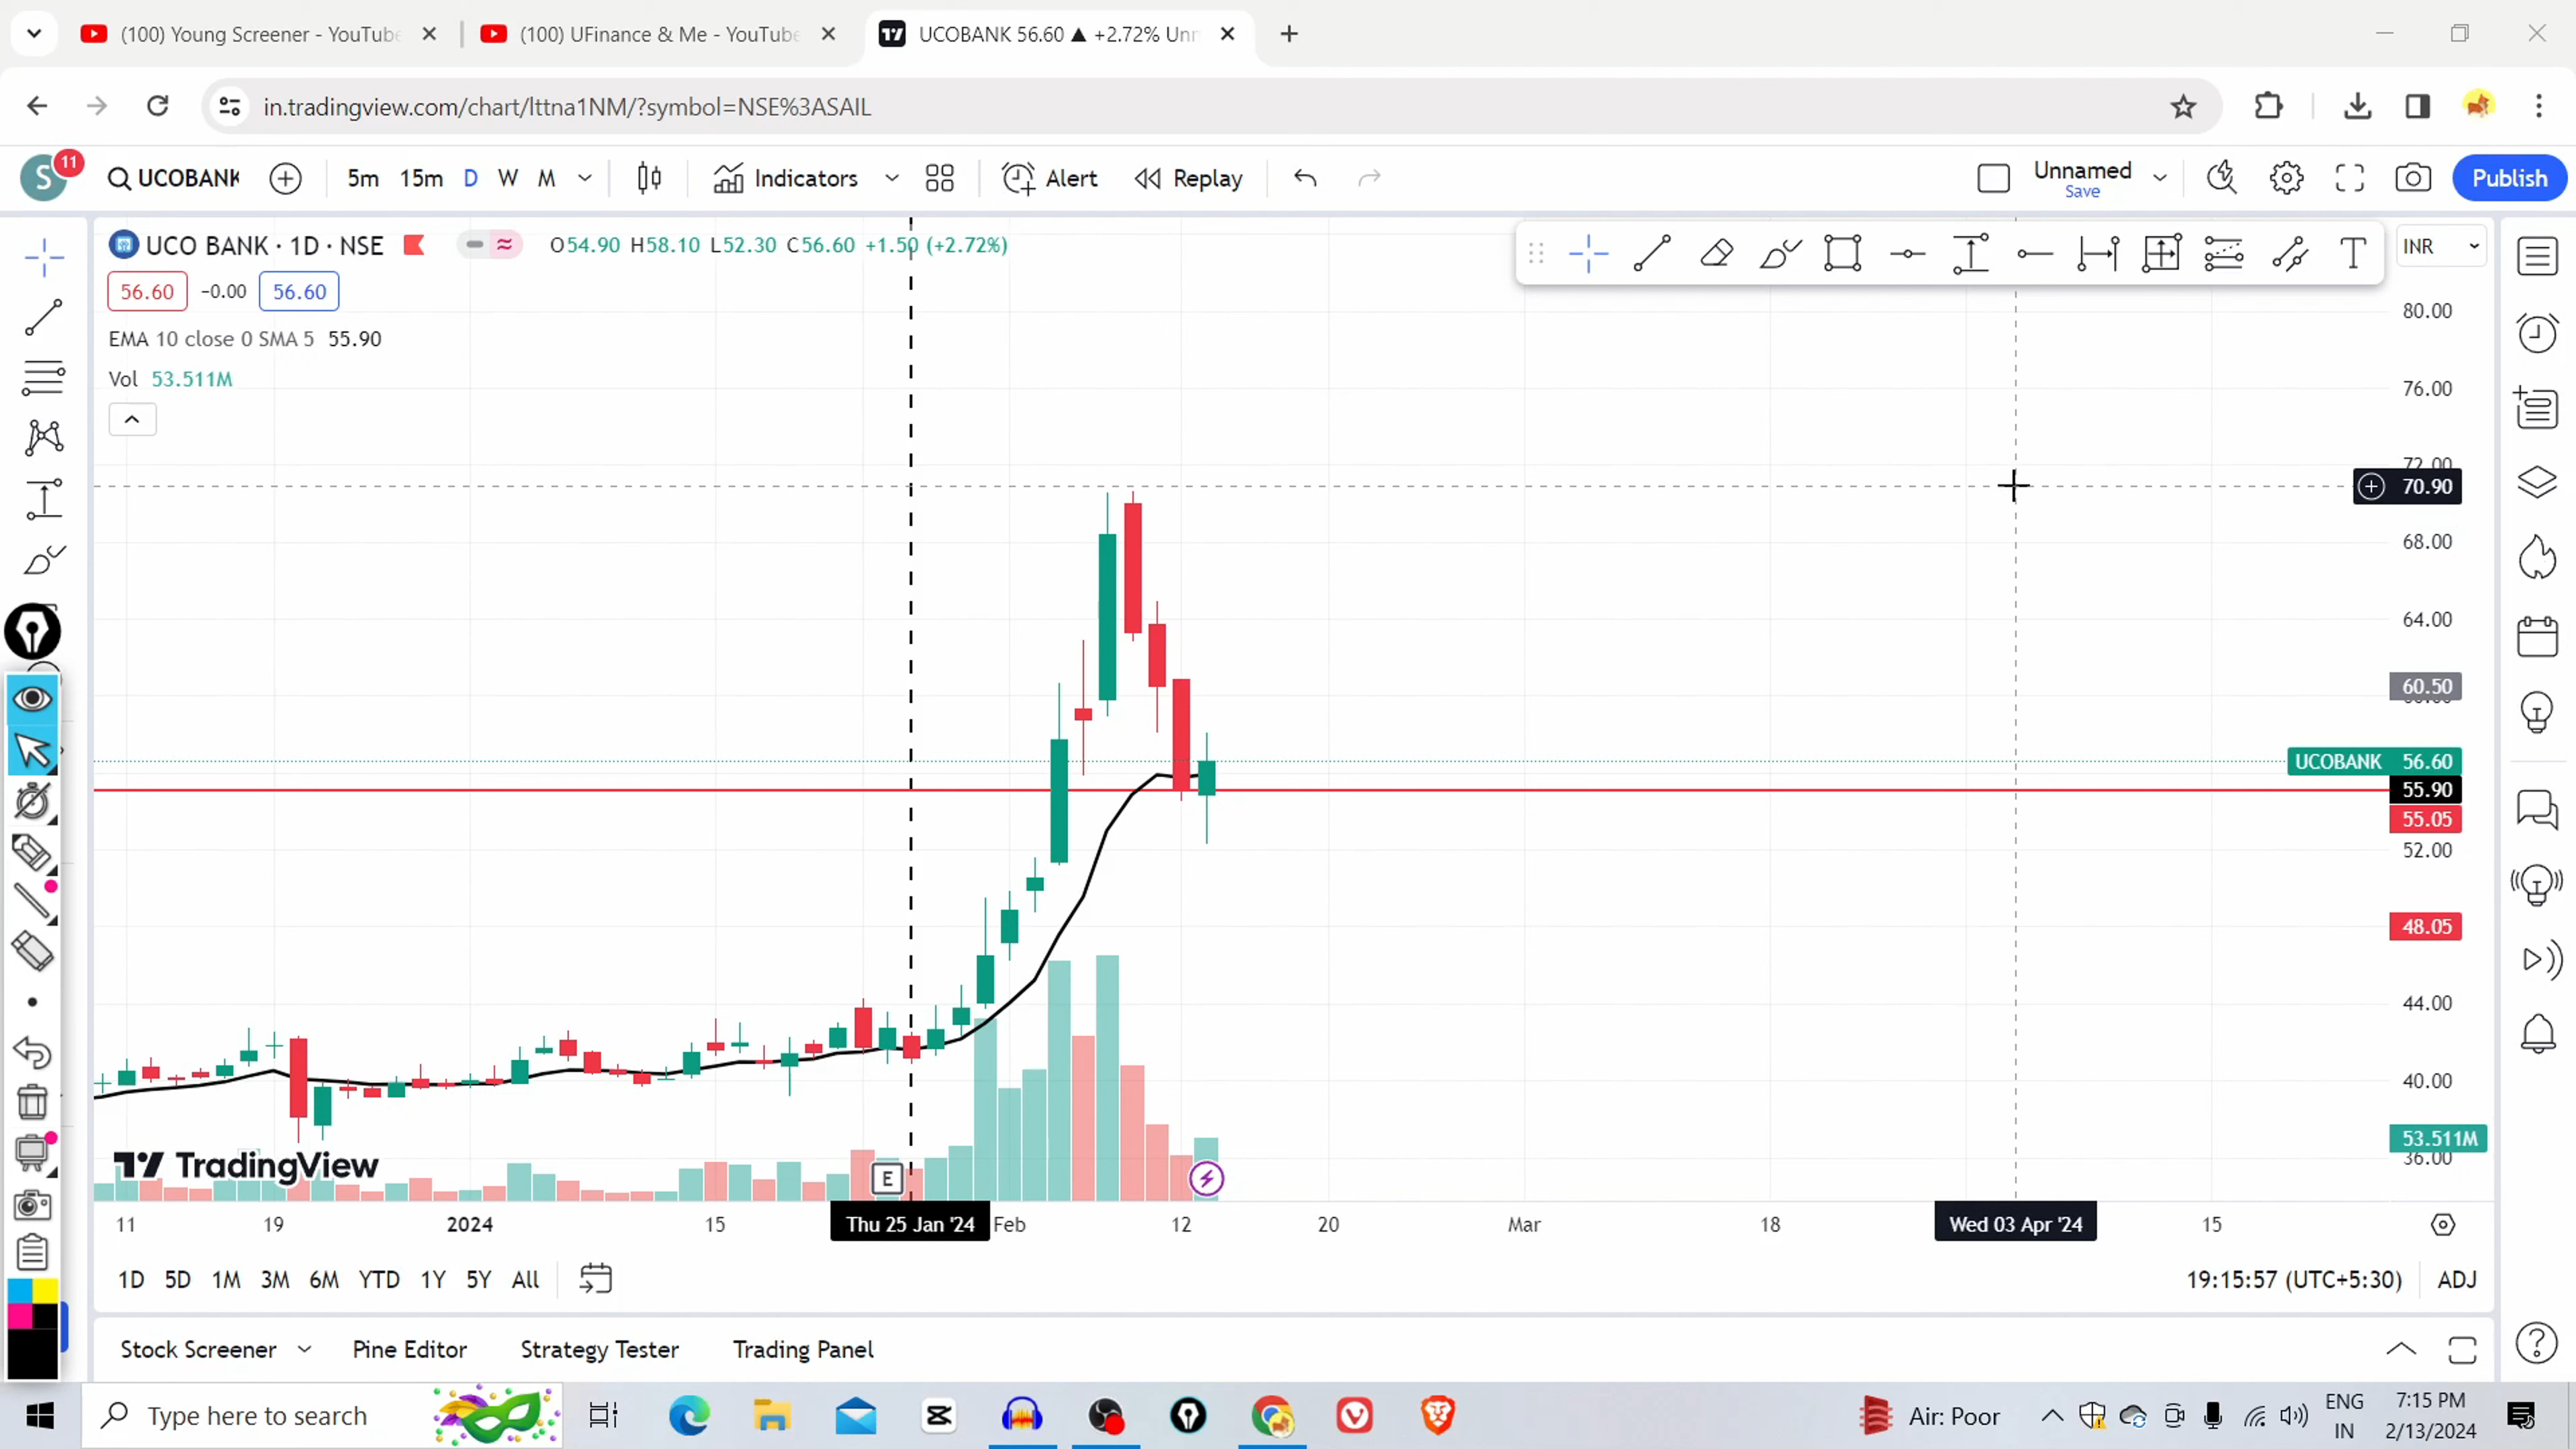 (100) Young Screener - YouTube
(100) UFinance & Me - YouTube
UCOBANK 56.60 ▲ +2.72% Unn
in.tradingview.com/chart/lttna1NM/?symbol=NSE%3ASAIL
S
11
UCOBANK
5m
15m
D
W
M
Indicators
Alert
Replay
Unnamed
Save
Publish
UCO BANK · 1D · NSE
O54.90 H58.10 L52.30 C56.60 +1.50 (+2.72%)
INR
56.60
−0.00
56.60
EMA 10 close 0 SMA 5 55.90
Vol 53.511M
80.00
76.00
72.00
70.90
68.00
64.00
60.50
UCOBANK 56.60
55.90
55.05
52.00
48.05
44.00
40.00
53.511M
36.00
TradingView
E
11
19
2024
15
Thu 25 Jan '24
Feb
12
20
Mar
18
Wed 03 Apr '24
15
1D
5D
1M
3M
6M
YTD
1Y
5Y
All
19:15:57 (UTC+5:30)
ADJ
Stock Screener
Pine Editor
Strategy Tester
Trading Panel
Type here to search
Air: Poor
ENG
IN
7:15 PM
2/13/2024